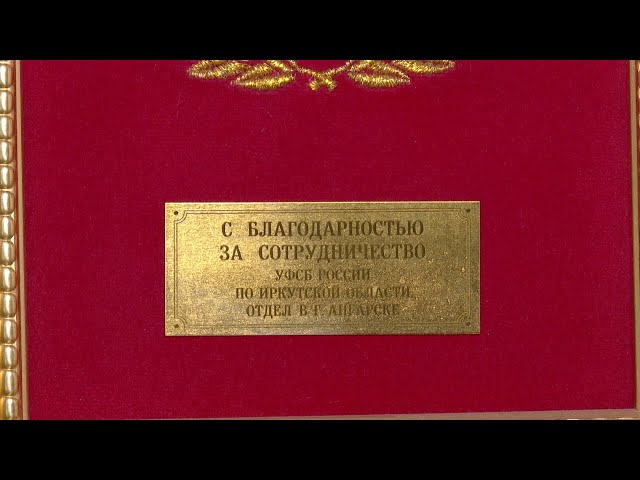 С БЛАГОДАРНОСТЬЮ
ЗА СОТРУДНИЧЕСТВО
УФСБ РОССИИ
ПО ИРКУТСКОЙ ОБЛАСТИ,
ОТДЕЛ В Г. АНГАРСКЕ